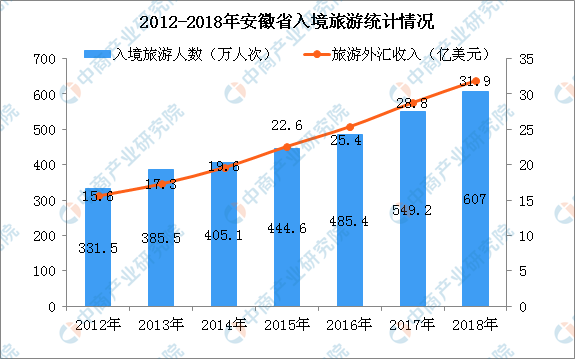 2012-2018年安徽省入境旅游统计情况
入境旅游人数（万人次） 旅游外汇收入（亿美元）
700 35
600 30
500 25
400 20
300 15
200 10
100 5
0 0
15.6 17.3 19.6 22.6 25.4 28.8 31.9
331.5 385.5 405.1 444.6 485.4 549.2 607
2012年 2013年 2014年 2015年 2016年 2017年 2018年
中商产业研究院